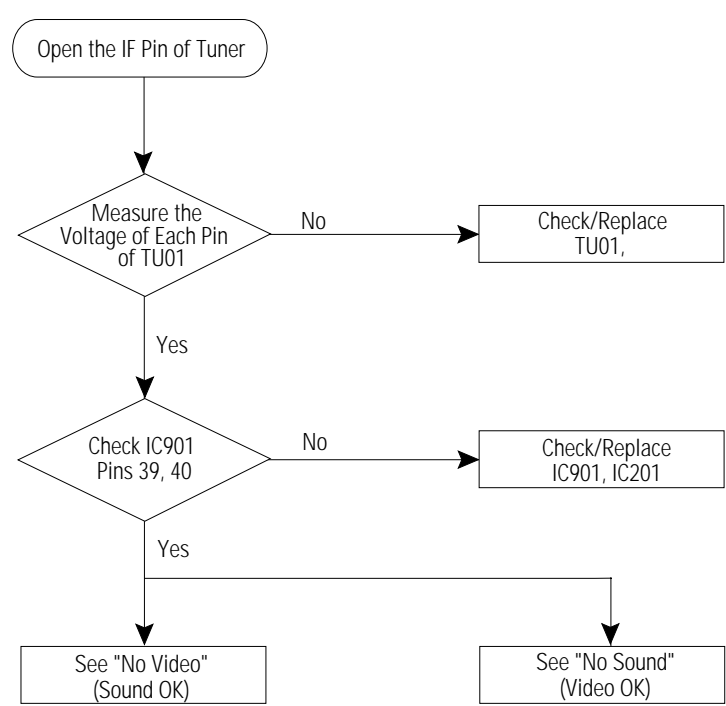 Open the IF Pin of Tuner
Measure the
Voltage of Each Pin
of TU01
No
Check/Replace
TU01,
Yes
Check IC901
Pins 39, 40
No
Check/Replace
IC901, IC201
Yes
See "No Video"
(Sound OK)
See "No Sound"
(Video OK)